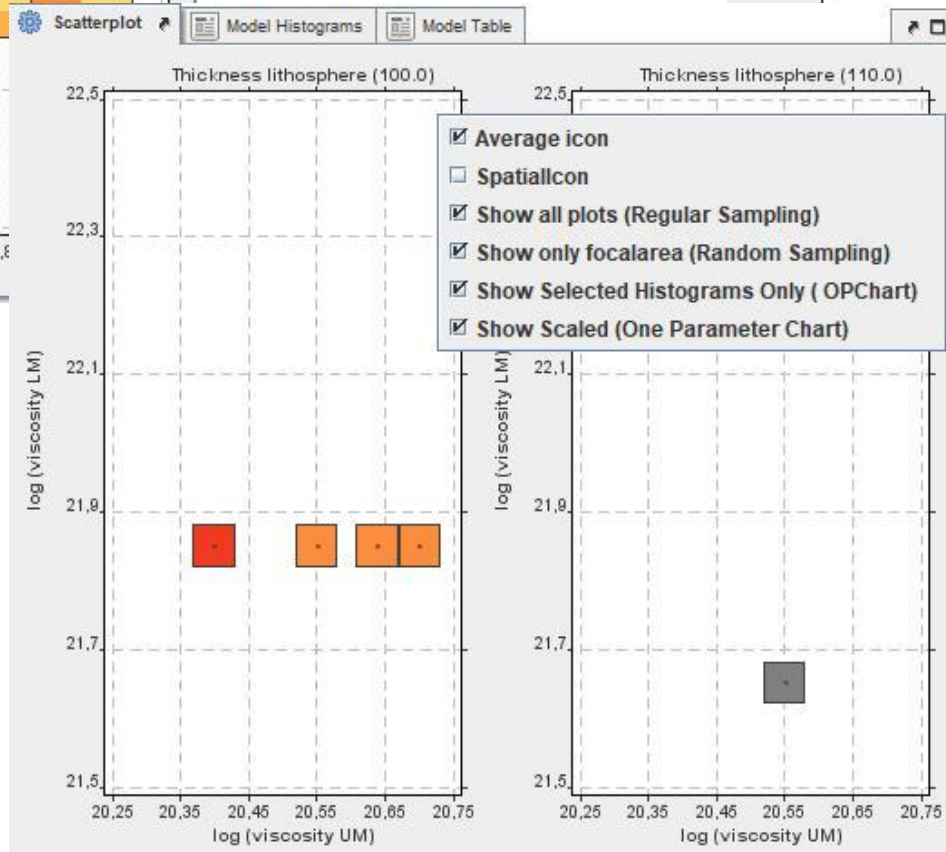 Scatterplot
Model Histograms
Model Table
Thickness lithosphere (100.0)
22,5
22,3
22,1
21,9
21,7
21,5
log (viscosity LM)
20,25 20,35 20,45 20,55 20,65 20,75
log (viscosity UM)
Thickness lithosphere (110.0)
22,5
Average icon
SpatialIcon
Show all plots (Regular Sampling)
Show only focalarea (Random Sampling)
Show Selected Histograms Only ( OPChart)
Show Scaled (One Parameter Chart)
22,1
21,9
21,7
21,5
log (viscosity LM)
20,25 20,35 20,45 20,55 20,65 20,75
log (viscosity UM)